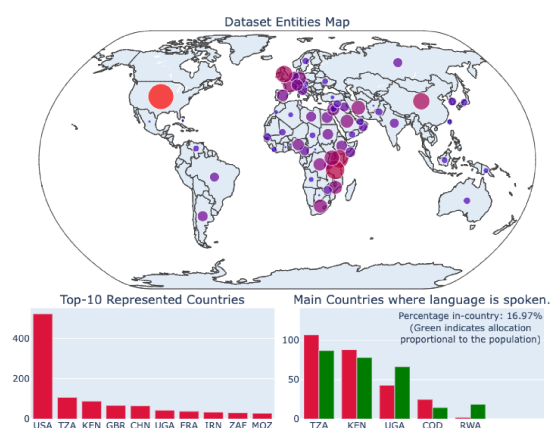 Dataset Entities Map
Top-10 Represented Countries
400
200
0
USA TZA KEN GBR CHN UGA FRA IRN ZAF MOZ
Main Countries where language is spoken.
Percentage in-country: 16.97%
(Green indicates allocation
proportional to the population)
100
50
0
TZA KEN UGA COD RWA